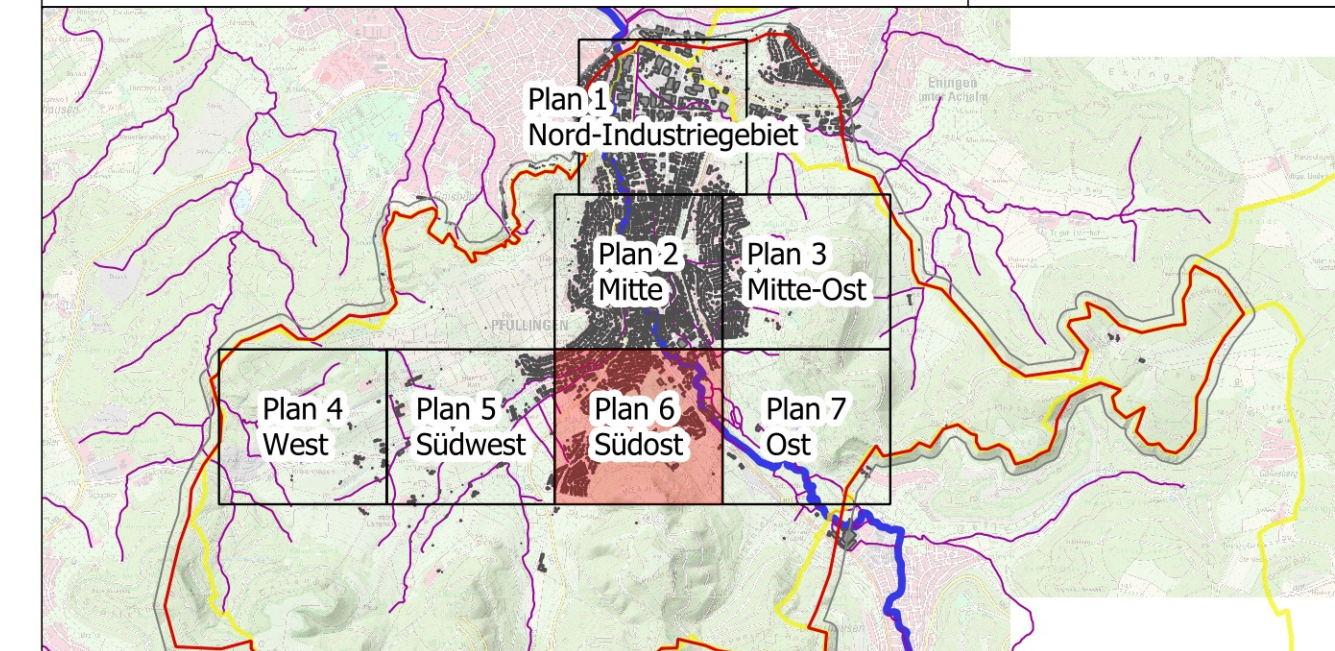 Eningen
unter Achalm
Plan 1
Nord-Industriegebiet
Plan 2
Mitte
Plan 3
Mitte-Ost
PFULLINGEN
Plan 4
West
Plan 5
Südwest
Plan 6
Südost
Plan 7
Ost